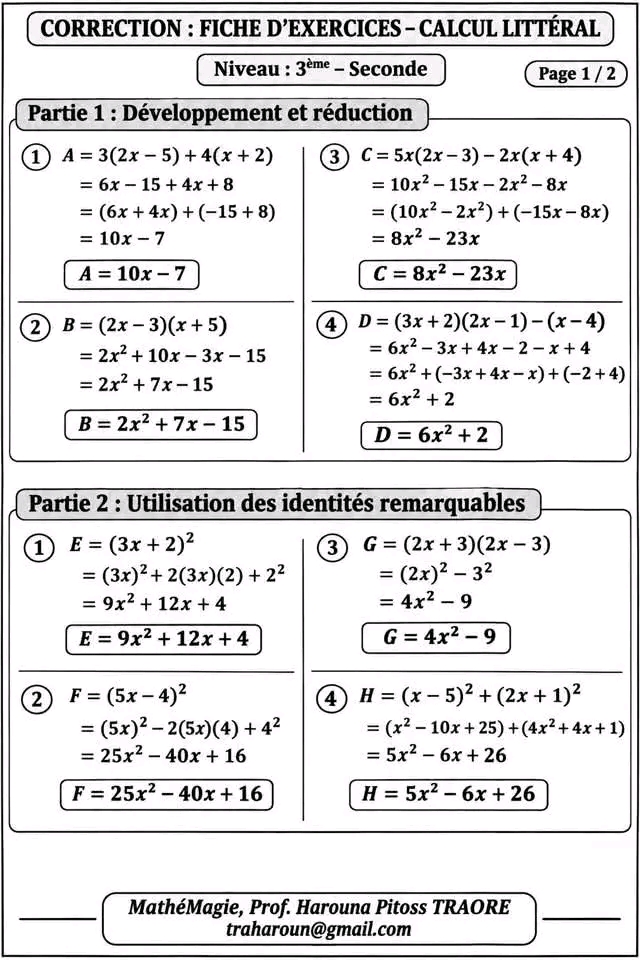 CORRECTION : FICHE D'EXERCICES – CALCUL LITTÉRAL
Niveau : 3ème – Seconde
Page 1 / 2
Partie 1 : Développement et réduction
1 A = 3(2x − 5) + 4(x + 2)
= 6x − 15 + 4x + 8
= (6x + 4x) + (−15 + 8)
= 10x − 7
A = 10x − 7
2 B = (2x − 3)(x + 5)
= 2x² + 10x − 3x − 15
= 2x² + 7x − 15
B = 2x² + 7x − 15
3 C = 5x(2x − 3) − 2x(x + 4)
= 10x² − 15x − 2x² − 8x
= (10x² − 2x²) + (−15x − 8x)
= 8x² − 23x
C = 8x² − 23x
4 D = (3x + 2)(2x − 1) − (x − 4)
= 6x² − 3x + 4x − 2 − x + 4
= 6x² + (−3x + 4x − x) + (−2 + 4)
= 6x² + 2
D = 6x² + 2
Partie 2 : Utilisation des identités remarquables
1 E = (3x + 2)²
= (3x)² + 2(3x)(2) + 2²
= 9x² + 12x + 4
E = 9x² + 12x + 4
2 F = (5x − 4)²
= (5x)² − 2(5x)(4) + 4²
= 25x² − 40x + 16
F = 25x² − 40x + 16
3 G = (2x + 3)(2x − 3)
= (2x)² − 3²
= 4x² − 9
G = 4x² − 9
4 H = (x − 5)² + (2x + 1)²
= (x² − 10x + 25) + (4x² + 4x + 1)
= 5x² − 6x + 26
H = 5x² − 6x + 26
MathéMagie, Prof. Harouna Pitoss TRAORE
traharoun@gmail.com